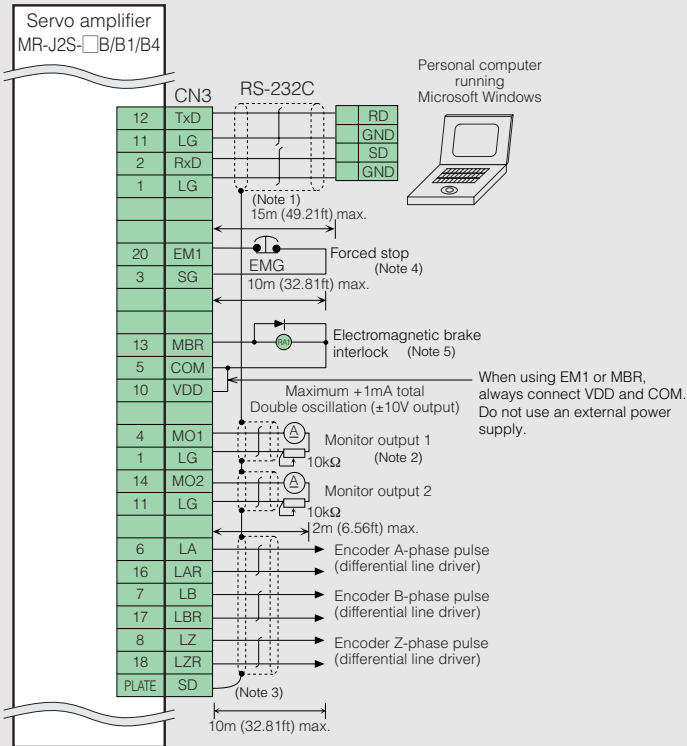 Servo amplifier
MR-J2S-□B/B1/B4
CN3
RS-232C
Personal computer
running
Microsoft Windows
12 TxD RD
11 LG GND
2 RxD SD
1 LG GND
(Note 1)
15m (49.21ft) max.
20 EM1
3 SG
EMG
Forced stop
(Note 4)
10m (32.81ft) max.
13 MBR
5 COM
10 VDD
RA1
Electromagnetic brake
interlock (Note 5)
When using EM1 or MBR,
always connect VDD and COM.
Do not use an external power
supply.
Maximum +1mA total
Double oscillation (±10V output)
4 MO1
1 LG
A
10kΩ
Monitor output 1
(Note 2)
14 MO2
11 LG
A
10kΩ
Monitor output 2
2m (6.56ft) max.
6 LA
16 LAR
Encoder A-phase pulse
(differential line driver)
7 LB
17 LBR
Encoder B-phase pulse
(differential line driver)
8 LZ
18 LZR
Encoder Z-phase pulse
(differential line driver)
PLATE SD
(Note 3)
10m (32.81ft) max.